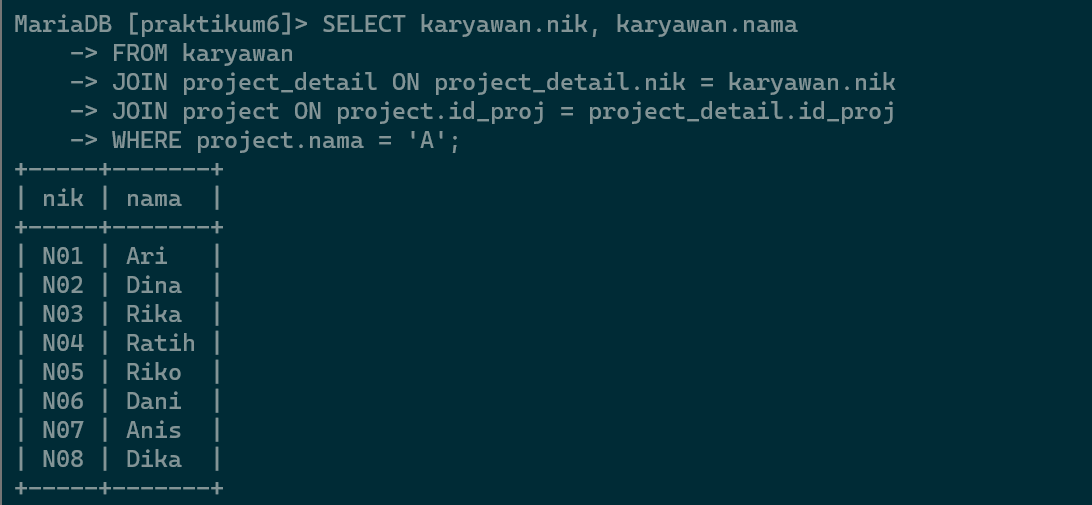 MariaDB [praktikum6]> SELECT karyawan.nik, karyawan.nama
    -> FROM karyawan
    -> JOIN project_detail ON project_detail.nik = karyawan.nik
    -> JOIN project ON project.id_proj = project_detail.id_proj
    -> WHERE project.nama = 'A';
+-----+-------+
| nik | nama  |
+-----+-------+
| N01 | Ari   |
| N02 | Dina  |
| N03 | Rika  |
| N04 | Ratih |
| N05 | Riko  |
| N06 | Dani  |
| N07 | Anis  |
| N08 | Dika  |
+-----+-------+